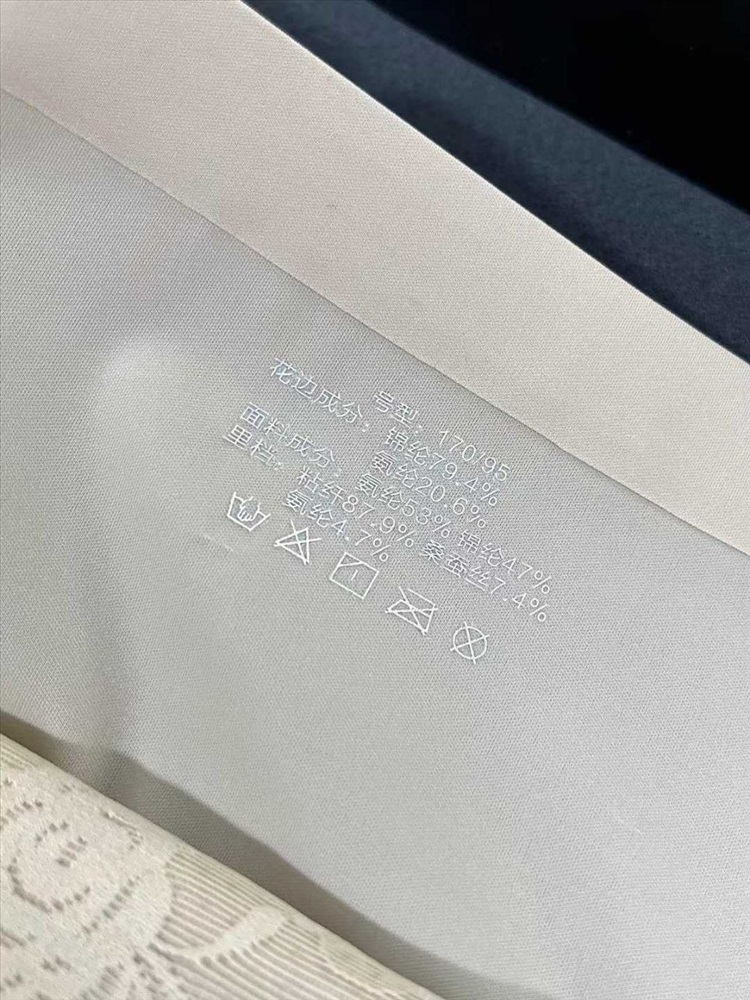 号型：170/95
花边成分：锦纶79.4%
氨纶20.6%
面料成分：氨纶53% 锦纶47%
里档：粘纤87.9% 桑蚕丝7.4%
氨纶4.7%